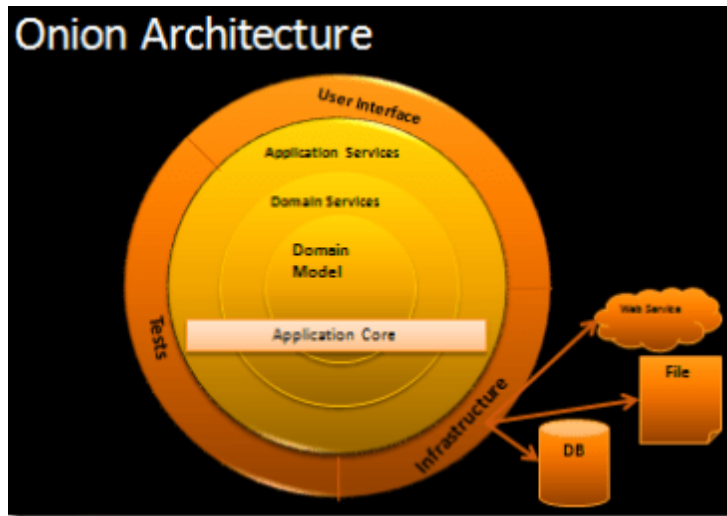 Onion Architecture
User Interface
Application Services
Domain Services
Domain
Model
Application Core
Tests
Infrastructure
Web Service
File
DB